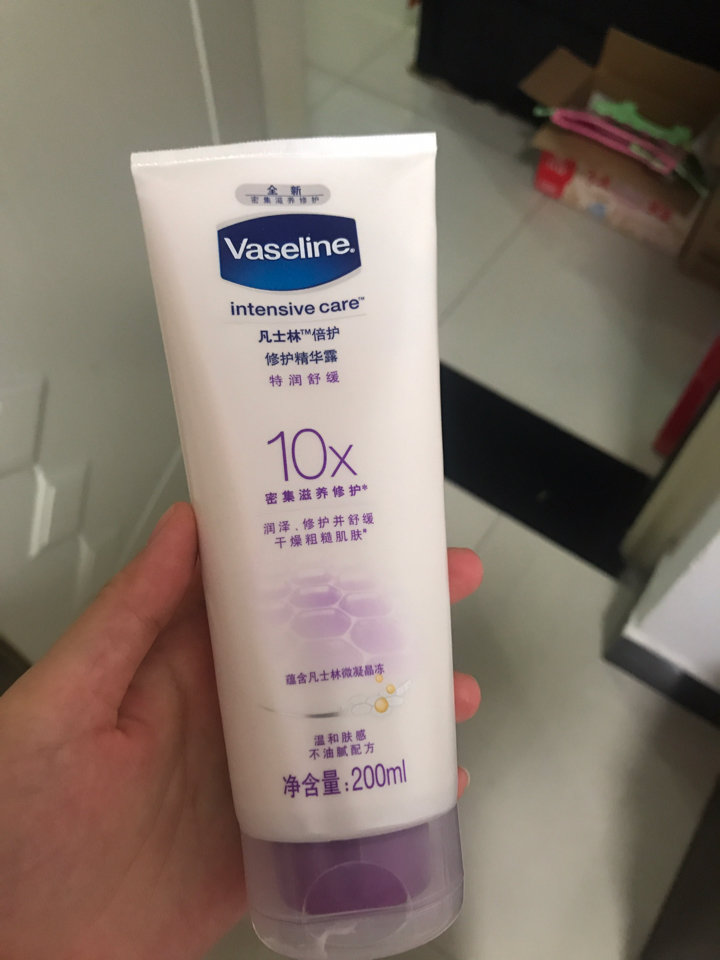 全新
密集滋养修护
Vaseline®
intensive care™
凡士林™倍护
修护精华露
特润舒缓
10x
密集滋养修护*
润泽、修护并舒缓
干燥粗糙肌肤*
蕴含凡士林微凝晶冻
温和肤感
不油腻配方
净含量:200ml